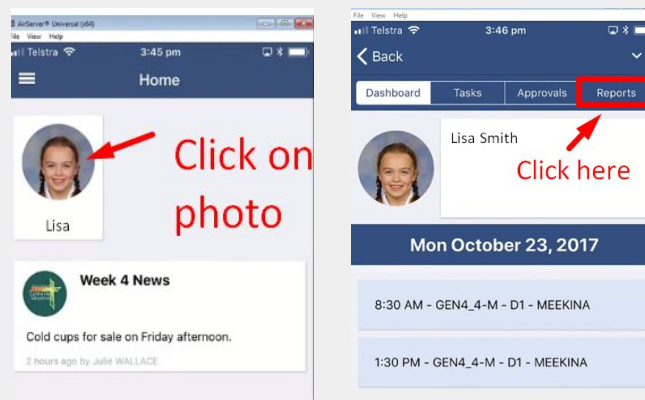 AirServer® Universal (x64)
File View Help
Telstra 3:45 pm
Home
Click on
photo
Lisa
Week 4 News
Cold cups for sale on Friday afternoon.
2 hours ago by Julie WALLACE
File View Help
Telstra 3:46 pm
Back
Dashboard Tasks Approvals Reports
Lisa Smith
Click here
Mon October 23, 2017
8:30 AM - GEN4_4-M - D1 - MEEKINA
1:30 PM - GEN4_4-M - D1 - MEEKINA